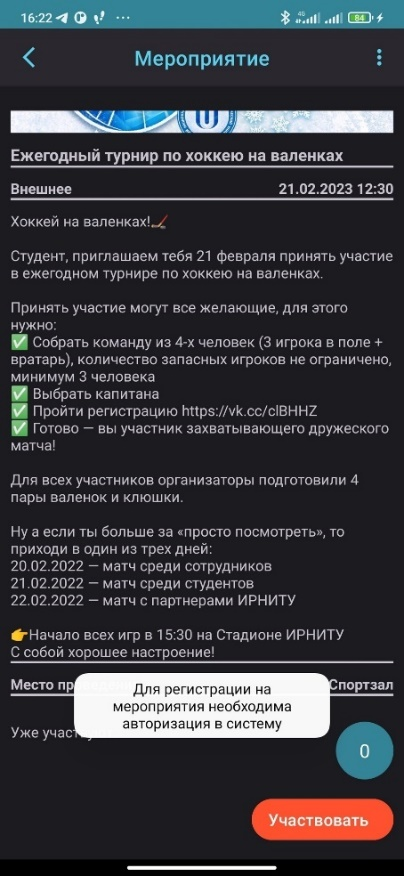 16:22
4G
84
Мероприятие
Ежегодный турнир по хоккею на валенках
Внешнее 21.02.2023 12:30
Хоккей на валенках!🏒
Студент, приглашаем тебя 21 февраля принять участие
в ежегодном турнире по хоккею на валенках.
Принять участие могут все желающие, для этого
нужно:
✅ Собрать команду из 4-х человек (3 игрока в поле +
вратарь), количество запасных игроков не ограничено,
минимум 3 человека
✅ Выбрать капитана
✅ Пройти регистрацию https://vk.cc/clBHHZ
✅ Готово — вы участник захватывающего дружеского
матча!
Для всех участников организаторы подготовили 4
пары валенок и клюшки.
Ну а если ты больше за «просто посмотреть», то
приходи в один из трех дней:
20.02.2022 — матч среди сотрудников
21.02.2022 — матч среди студентов
22.02.2022 — матч с партнерами ИРНИТУ
👉Начало всех игр в 15:30 на Стадионе ИРНИТУ
С собой хорошее настроение!
Место Спортзал
Для регистрации на
мероприятия необходима
авторизация в систему
Уже
0
Участвовать